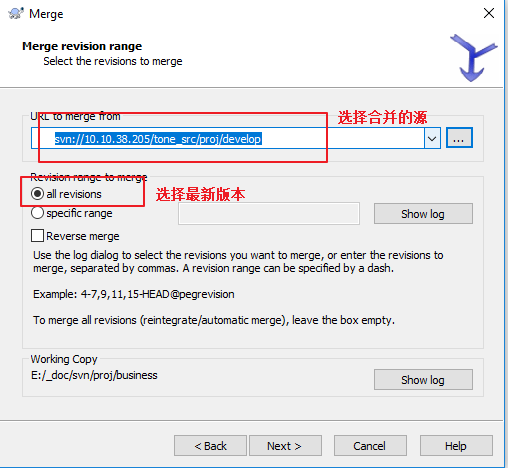 Merge
Merge revision range
Select the revisions to merge
URL to merge from
选择合并的源
svn://10.10.38.205/tone_src/proj/develop
...
Revision range to merge
all revisions
选择最新版本
specific range
Show log
Reverse merge
Use the log dialog to select the revisions you want to merge, or enter the revisions to
merge, separated by commas. A revision range can be specified by a dash.
Example: 4-7,9,11,15-HEAD@pegrevision
To merge all revisions (reintegrate/automatic merge), leave the box empty.
Working Copy
E:/_doc/svn/proj/business
Show log
< Back
Next >
Cancel
Help